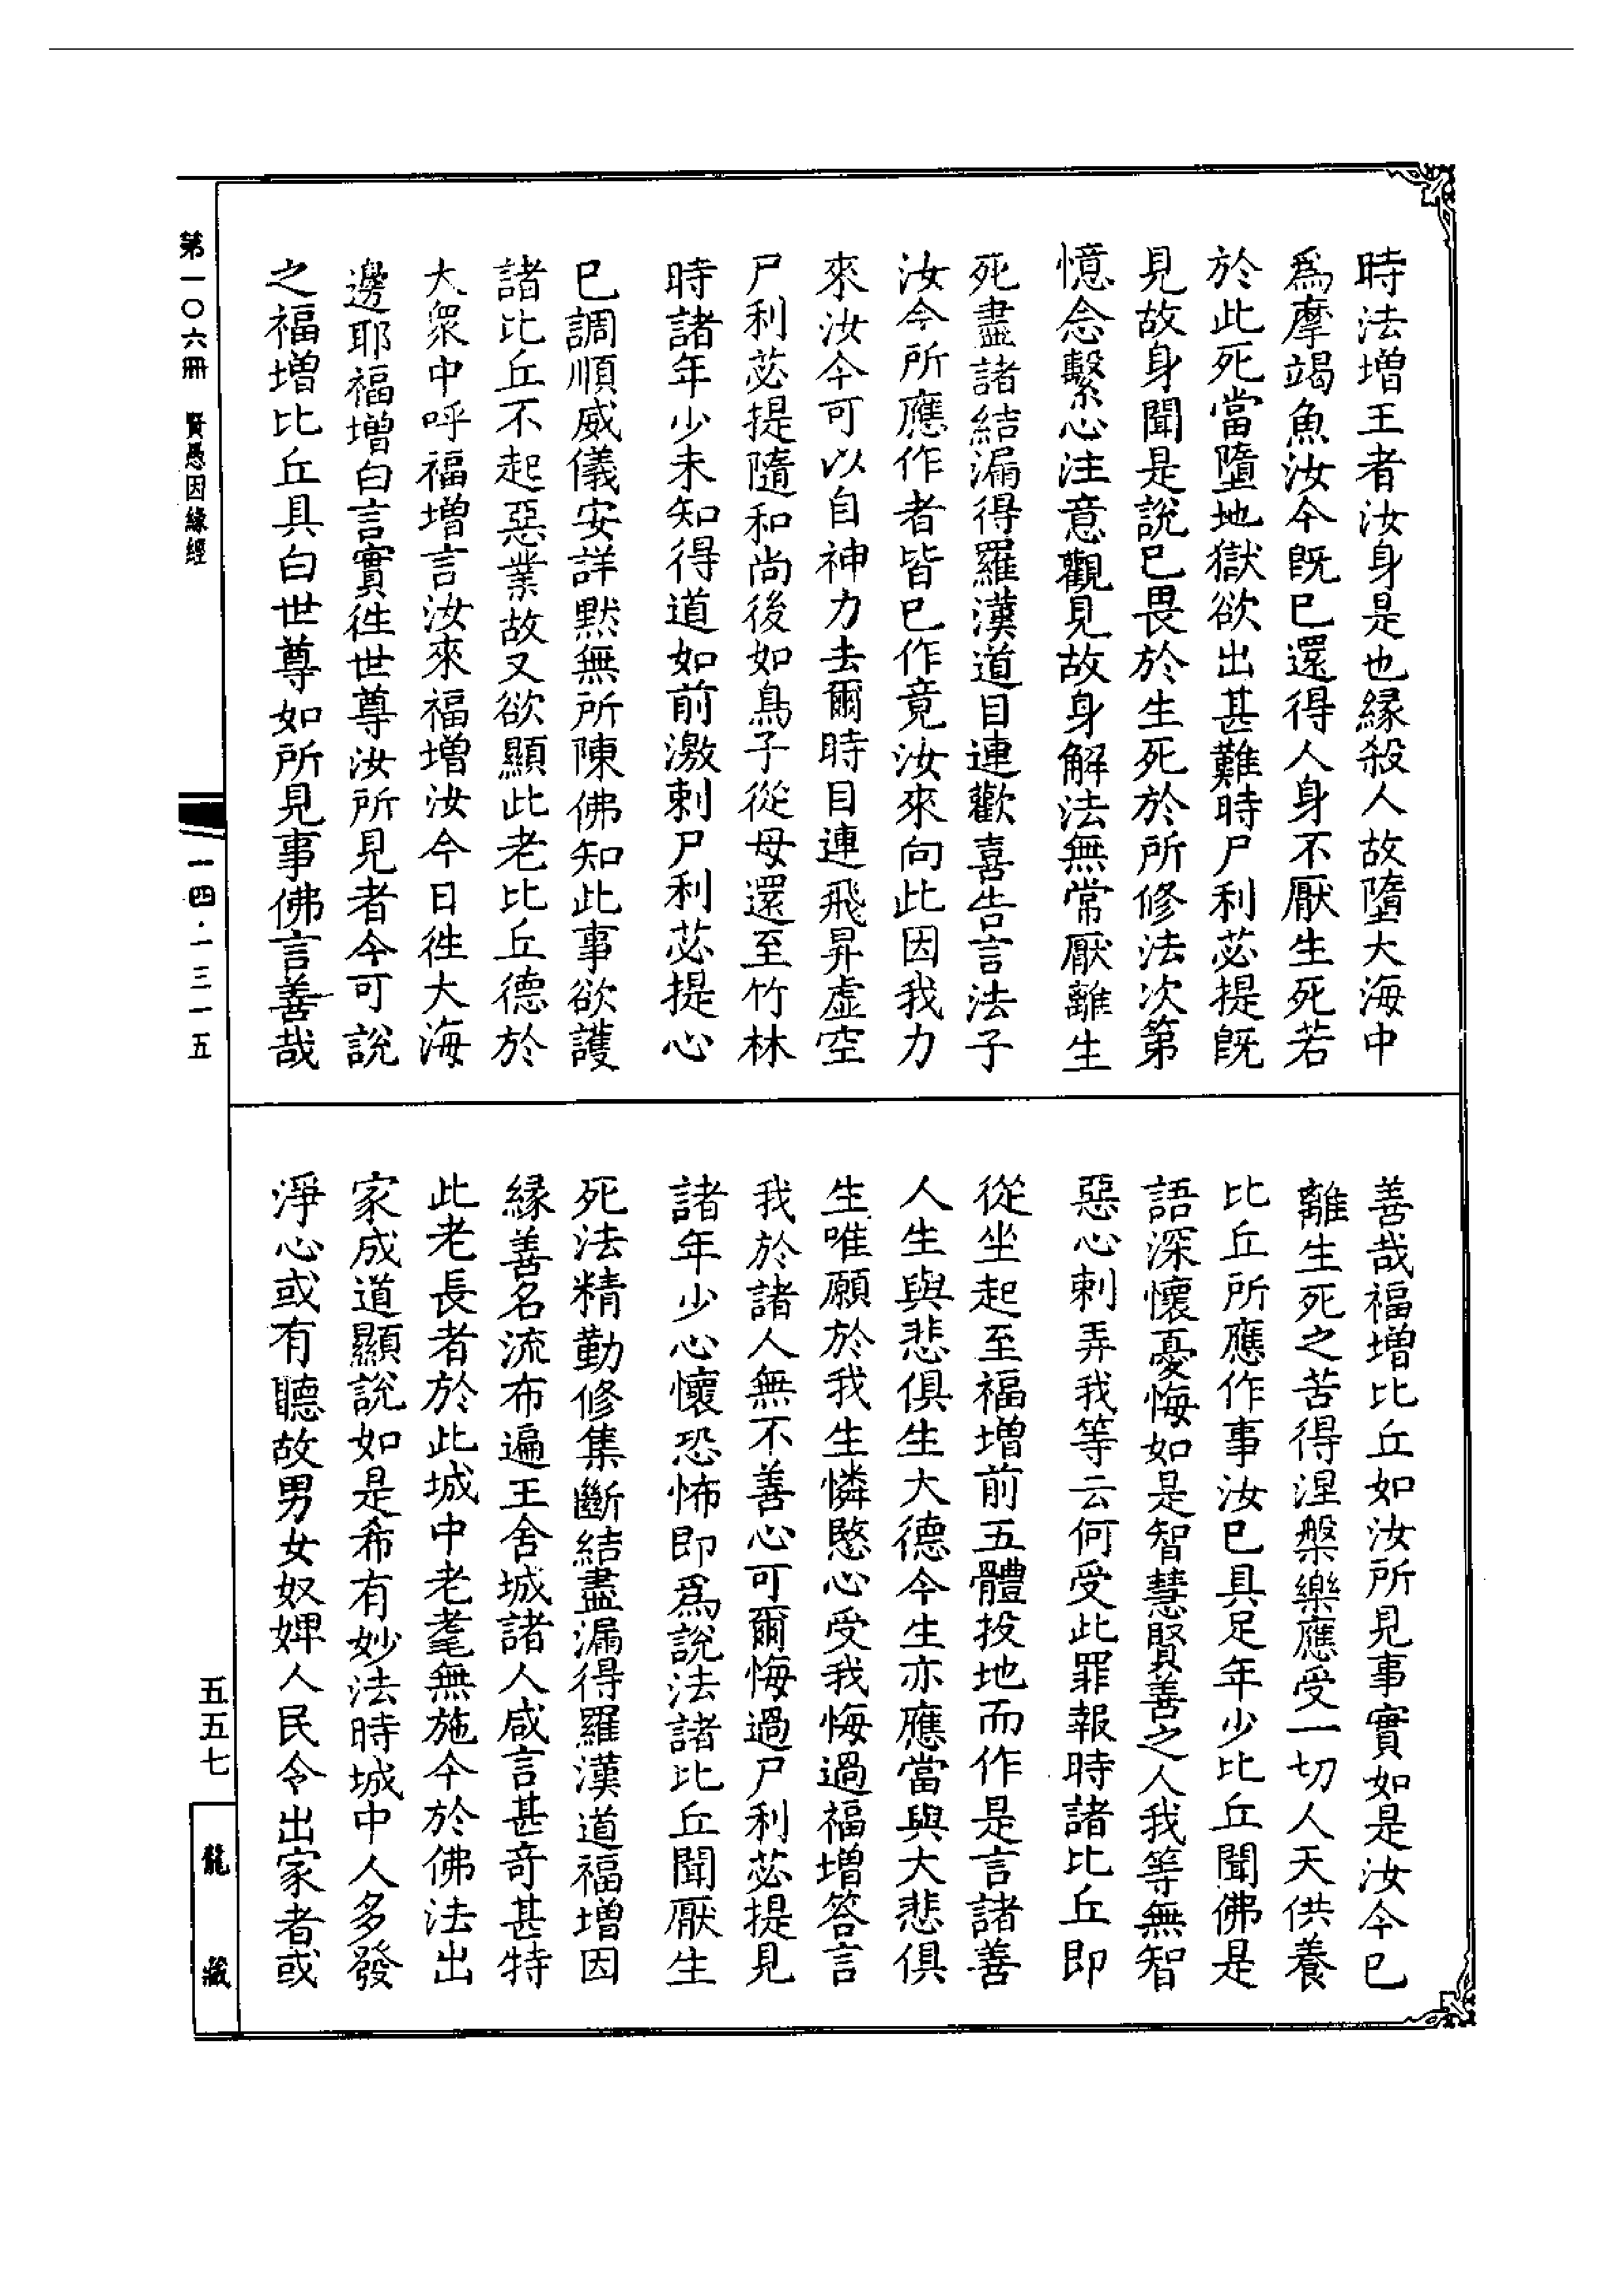 時法增王者汝身是也緣殺人故墮大海中
爲摩竭魚汝今旣已還得人身不厭生死若
於此死當墮地獄欲出甚難時尸利苾提旣
見故身聞是說已畏於生死於所修法次第
憶念繫心注意觀見故身解法無常厭離生
死盡諸結漏得羅漢道目連歡喜告言法子
汝今所應作者皆已作竟汝來向此因我力
來汝今可以自神力去爾時目連飛昇虛空
尸利苾提隨和尚後如鳥子從母還至竹林
時諸年少未知得道如前激刺尸利苾提心
已調順威儀安詳默無所陳佛知此事欲護
諸比丘不起惡業故又欲顯此老比丘德於
大衆中呼福增言汝來福增汝今日徃大海
邊耶福增白言實徃世尊汝所見者今可說
之福增比丘具白世尊如所見事佛言善哉
善哉福增比丘如汝所見事實如是汝今已
離生死之苦得涅槃樂應受一切人天供養
比丘所應作事汝已具足年少比丘聞佛是
語深懷憂悔如是智慧賢善之人我等無智
惡心刺弄我等云何受此罪報時諸比丘即
從坐起至福增前五體投地而作是言諸善
人生與悲俱生大德今生亦應當與大悲俱
生唯願於我生憐愍心受我悔過福增答言
我於諸人無不善心可爾悔過尸利苾提見
諸年少心懷恐怖即爲說法諸比丘聞厭生
死法精勤修集斷結盡漏得羅漢道福增因
緣善名流布遍王舍城諸人咸言甚奇甚特
此老長者於此城中老耄無施今於佛法出
家成道顯說如是希有妙法時城中人多發
淨心或有聽故男女奴婢人民令出家者或
第一〇六冊 賢愚因緣經
一四·一三一五
五五七
龍藏